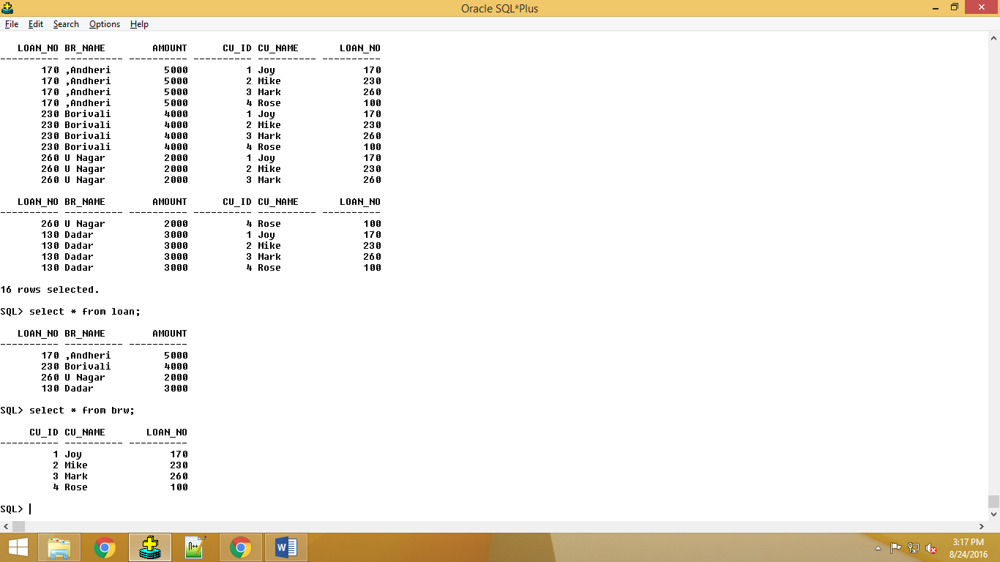 Oracle SQL*Plus
File Edit Search Options Help
LOAN_NO BR_NAME AMOUNT CU_ID CU_NAME LOAN_NO
---------- ---------- ---------- ---------- ---------- ----------
170 ,Andheri 5000 1 Joy 170
170 ,Andheri 5000 2 Mike 230
170 ,Andheri 5000 3 Mark 260
170 ,Andheri 5000 4 Rose 100
230 Borivali 4000 1 Joy 170
230 Borivali 4000 2 Mike 230
230 Borivali 4000 3 Mark 260
230 Borivali 4000 4 Rose 100
260 U Nagar 2000 1 Joy 170
260 U Nagar 2000 2 Mike 230
260 U Nagar 2000 3 Mark 260
LOAN_NO BR_NAME AMOUNT CU_ID CU_NAME LOAN_NO
---------- ---------- ---------- ---------- ---------- ----------
260 U Nagar 2000 4 Rose 100
130 Dadar 3000 1 Joy 170
130 Dadar 3000 2 Mike 230
130 Dadar 3000 3 Mark 260
130 Dadar 3000 4 Rose 100
16 rows selected.
SQL> select * from loan;
LOAN_NO BR_NAME AMOUNT
---------- ---------- ----------
170 ,Andheri 5000
230 Borivali 4000
260 U Nagar 2000
130 Dadar 3000
SQL> select * from brw;
CU_ID CU_NAME LOAN_NO
---------- ---------- ----------
1 Joy 170
2 Mike 230
3 Mark 260
4 Rose 100
SQL>
3:17 PM
8/24/2016